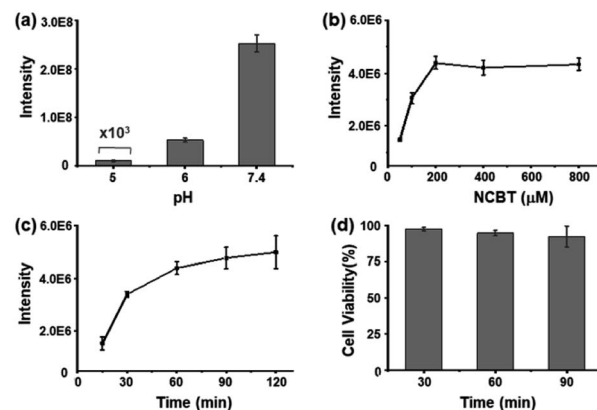 (a)
3.0E8
2.0E8
1.0E8
0
Intensity
x10³
5 6 7.4
pH
(b)
6.0E6
4.0E6
2.0E6
Intensity
0 200 400 600 800
NCBT (μM)
(c)
6.0E6
4.0E6
2.0E6
Intensity
0 30 60 90 120
Time (min)
(d)
100
75
50
25
0
Cell Viability(%)
30 60 90
Time (min)